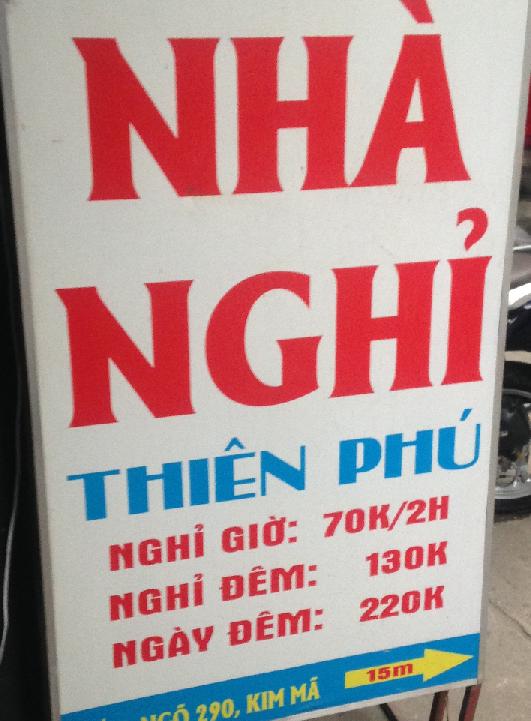 NHÀ
NGHỈ
THIÊN PHÚ
NGHỈ GIỜ: 70K/2H
NGHỈ ĐÊM: 130K
NGÀY ĐÊM: 220K
NGÕ 290, KIM MÃ 15m